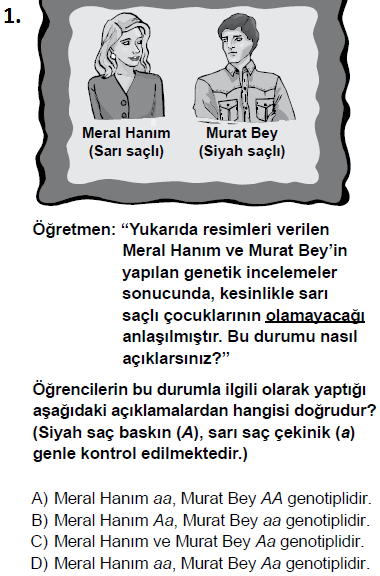 1.
Meral Hanım Murat Bey
(Sarı saçlı) (Siyah saçlı)
Öğretmen: “Yukarıda resimleri verilen
Meral Hanım ve Murat Bey’in
yapılan genetik incelemeler
sonucunda, kesinlikle sarı
saçlı çocuklarının olamayacağı
anlaşılmıştır. Bu durumu nasıl
açıklarsınız?”
Öğrencilerin bu durumla ilgili olarak yaptığı
aşağıdaki açıklamalardan hangisi doğrudur?
(Siyah saç baskın (A), sarı saç çekinik (a)
genle kontrol edilmektedir.)
A) Meral Hanım aa, Murat Bey AA genotiplidir.
B) Meral Hanım Aa, Murat Bey aa genotiplidir.
C) Meral Hanım ve Murat Bey Aa genotiplidir.
D) Meral Hanım aa, Murat Bey Aa genotiplidir.